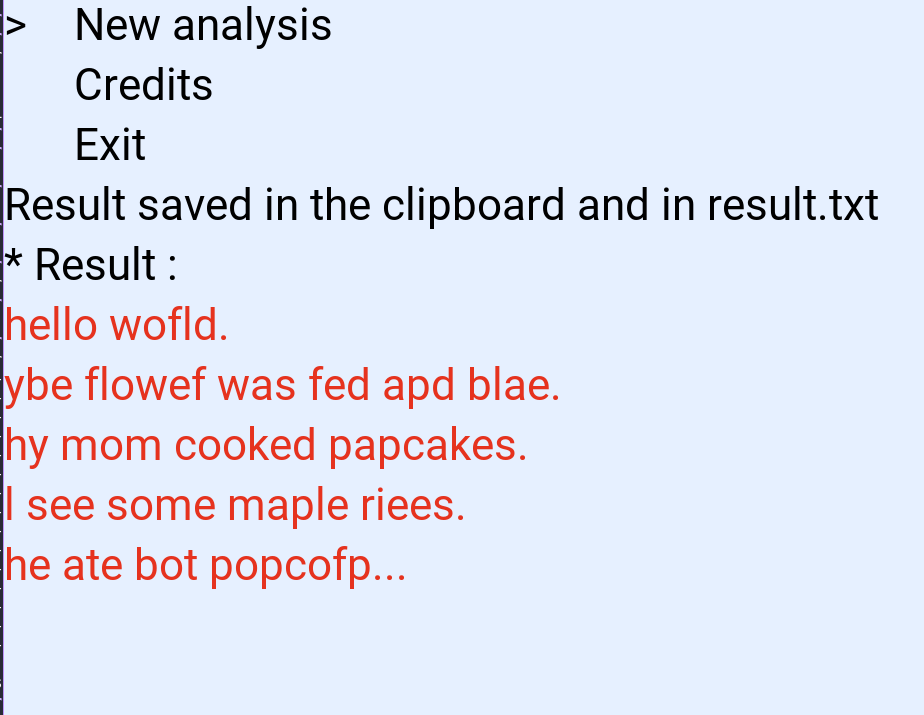 > New analysis
Credits
Exit
Result saved in the clipboard and in result.txt
* Result :
hello wofld.
ybe flowef was fed apd blae.
hy mom cooked papcakes.
l see some maple riees.
he ate bot popcofp...